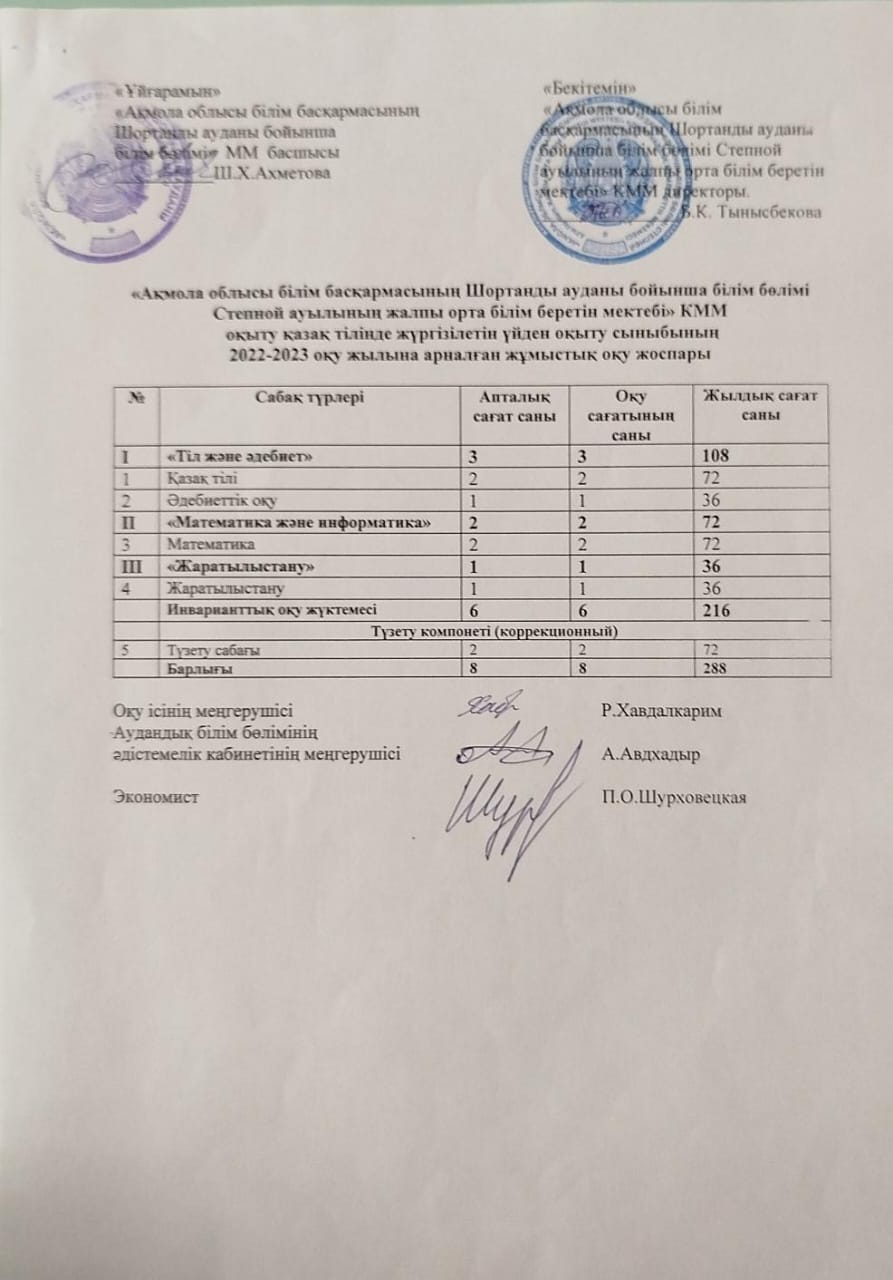 «Ұйғарамын»
«Ақмола облысы білім басқармасының
Шортанды ауданы бойынша
білім бөлімі» ММ басшысы
Ш.Х.Ахметова
«Бекітемін»
«Ақмола облысы білім
басқармасының Шортанды ауданы
бойынша білім бөлімі Степной
ауылының жалпы орта білім беретін
мектебі» КММ директоры.
Б.К. Тынысбекова
«Ақмола облысы білім басқармасының Шортанды ауданы бойынша білім бөлімі
Степной ауылының жалпы орта білім беретін мектебі» КММ
оқыту қазақ тілінде жүргізілетін үйден оқыту сыныбының
2022-2023 оқу жылына арналған жұмыстық оқу жоспары
№ Сабақ түрлері Апталық сағат саны Оқу сағатының саны Жылдық сағат саны
I «Тіл және әдебиет» 3 3 108
1 Қазақ тілі 2 2 72
2 Әдебиеттік оқу 1 1 36
II «Математика және информатика» 2 2 72
3 Математика 2 2 72
III «Жаратылыстану» 1 1 36
4 Жаратылыстану 1 1 36
Инварианттық оқу жүктемесі 6 6 216
Түзету компонеті (коррекционный)
5 Түзету сабағы 2 2 72
Барлығы 8 8 288
Оқу ісінің меңгерушісі Р.Хавдалкарим
Аудандық білім бөлімінің
әдістемелік кабинетінің меңгерушісі А.Авдхадыр
Экономист П.О.Шурховецкая